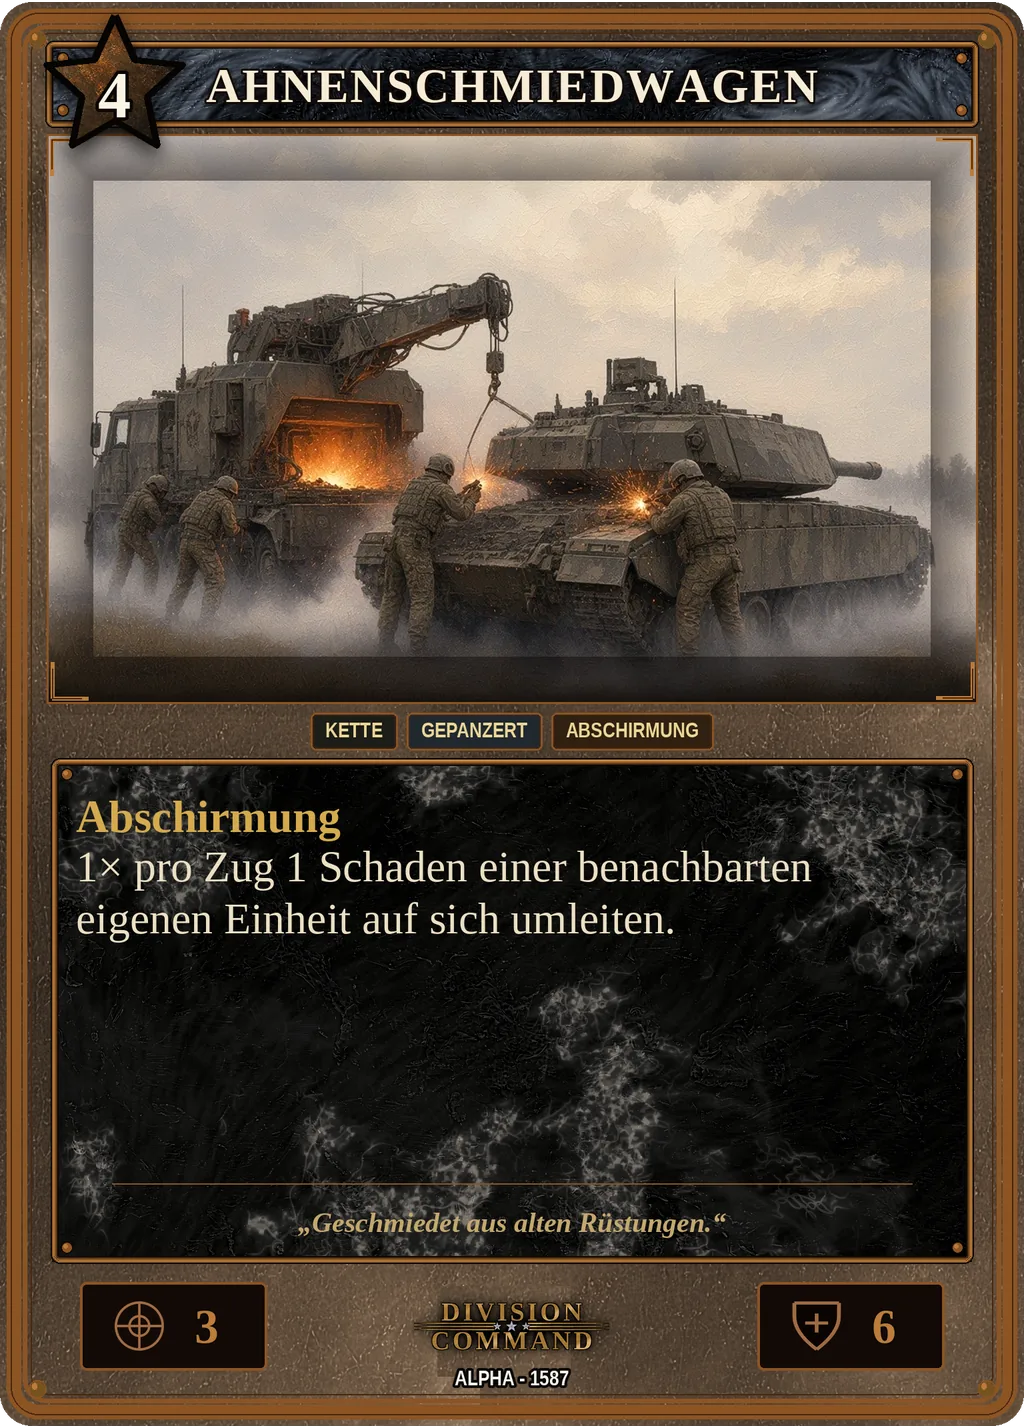 4
AHNENSCHMIEDWAGEN
KETTE
GEPANZERT
ABSCHIRMUNG
Abschirmung
1× pro Zug 1 Schaden einer benachbarten
eigenen Einheit auf sich umleiten.
„Geschmiedet aus alten Rüstungen.“
3
DIVISION
COMMAND
ALPHA - 1587
6